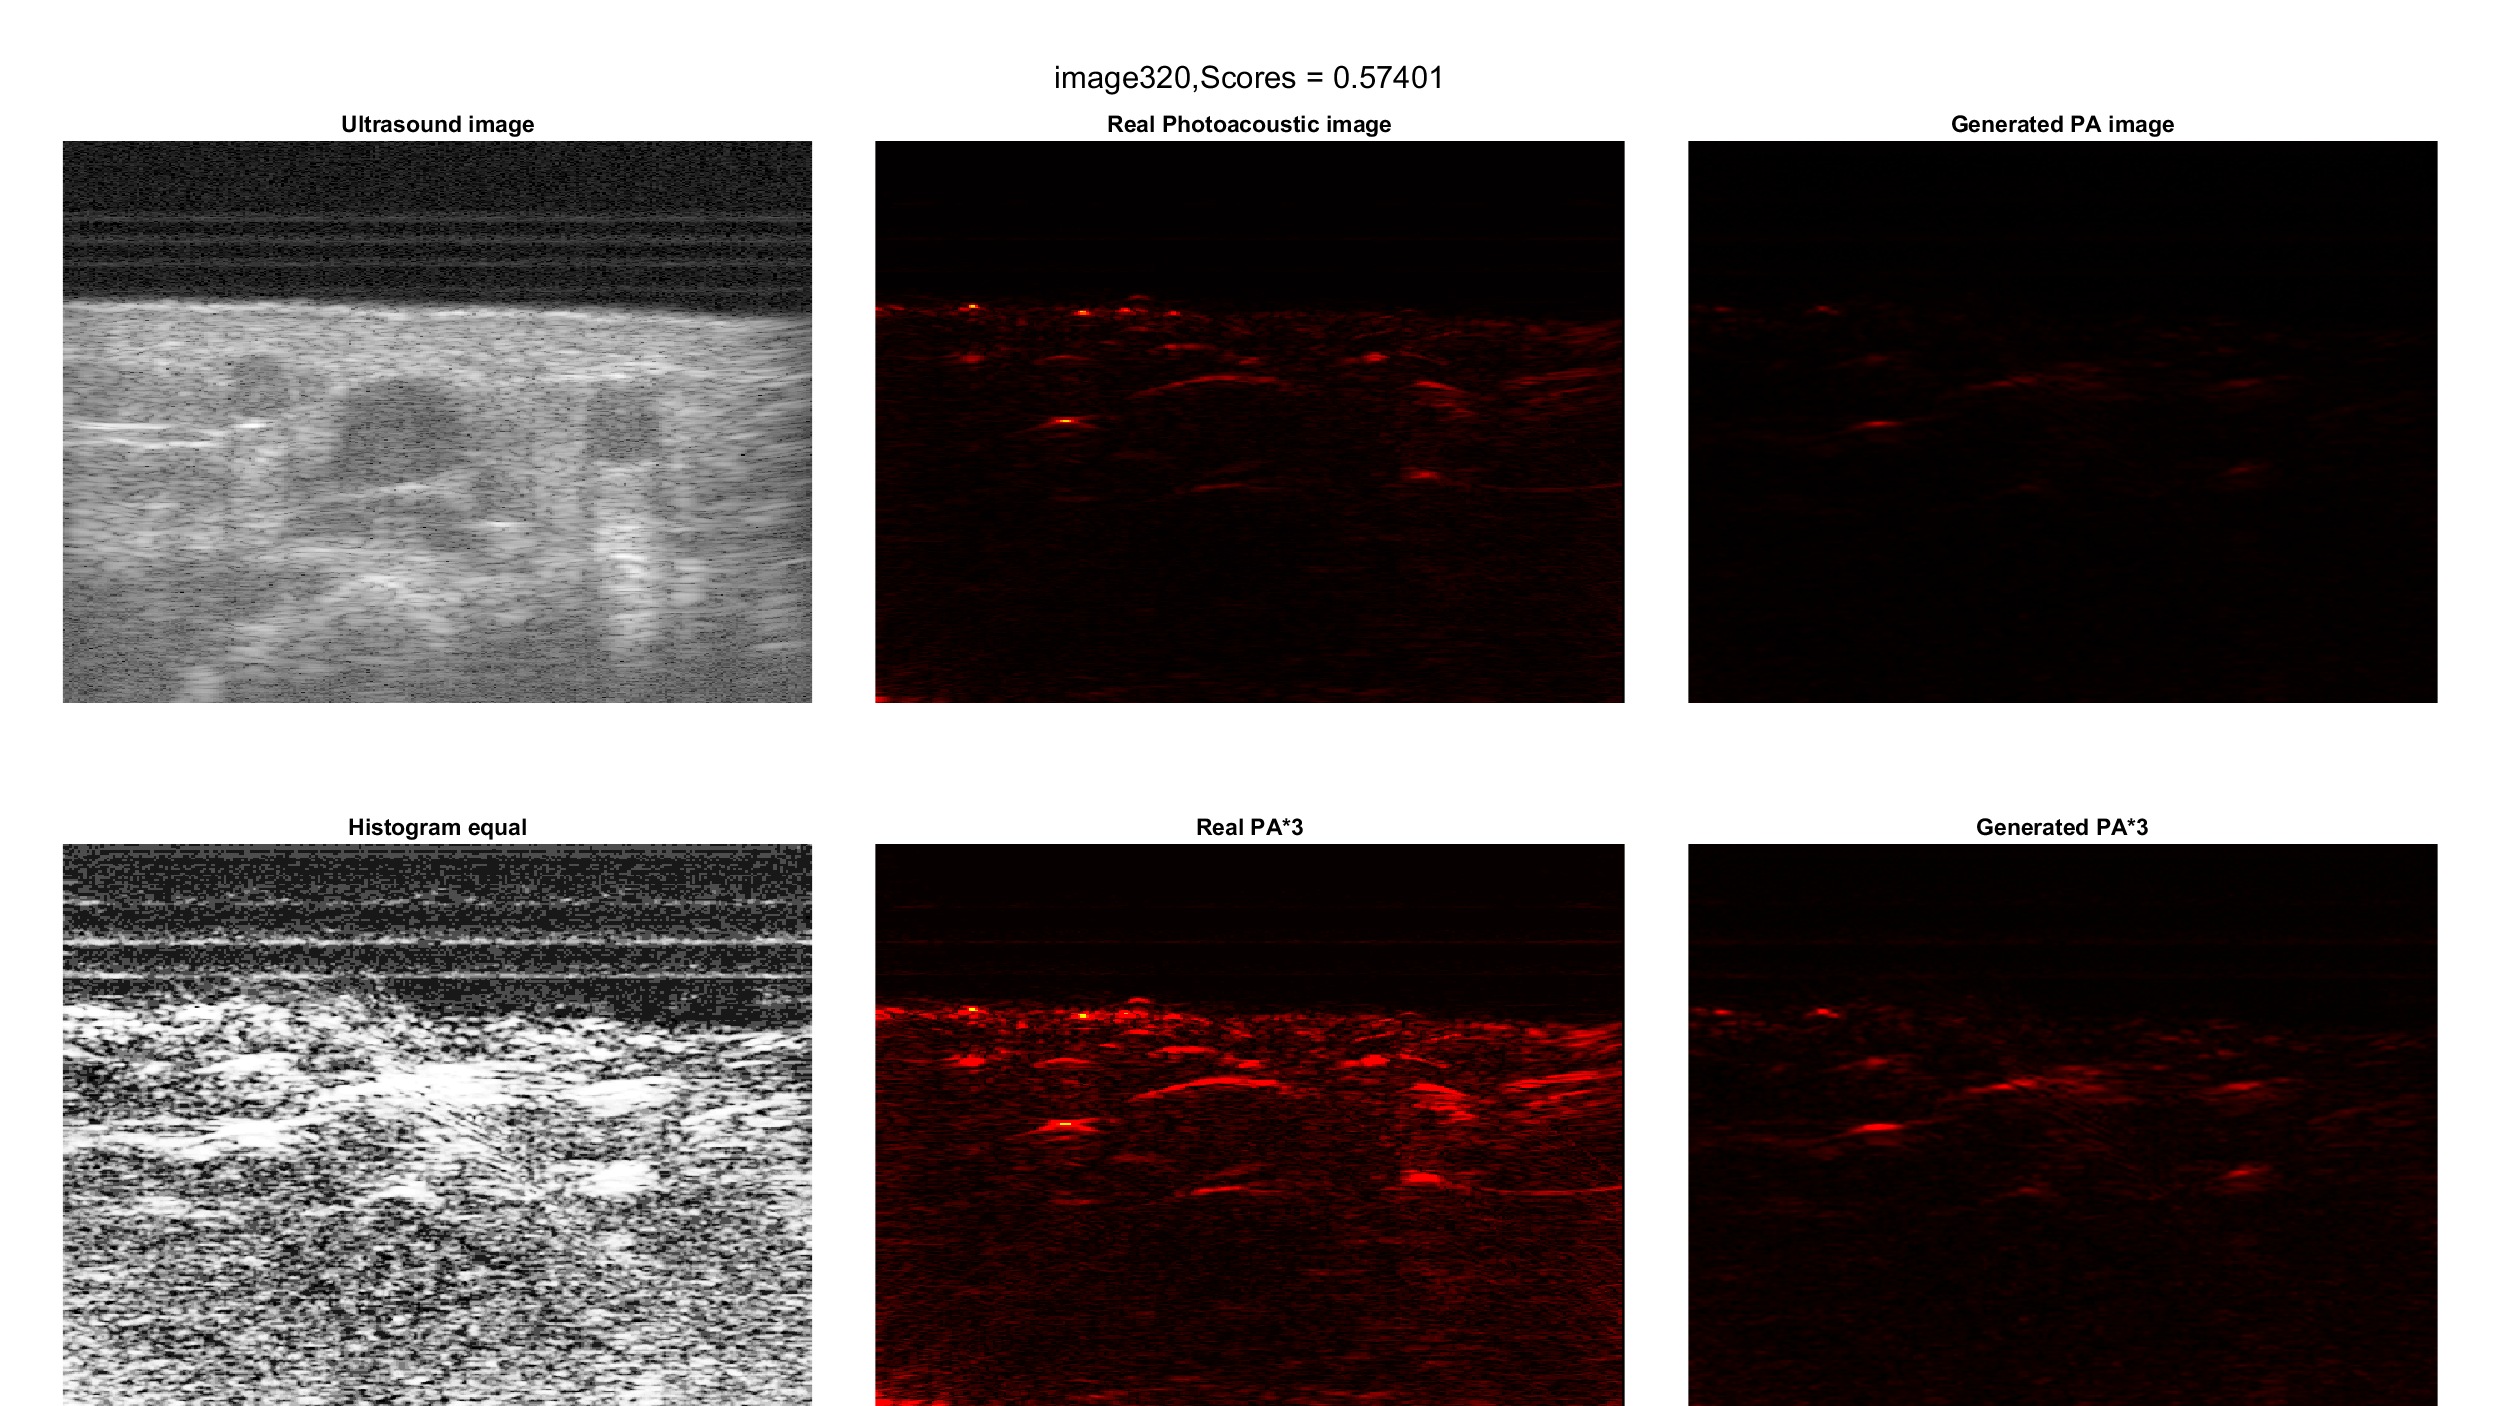 image320,Scores = 0.57401
Ultrasound image
Real Photoacoustic image
Generated PA image
Histogram equal
Real PA*3
Generated PA*3